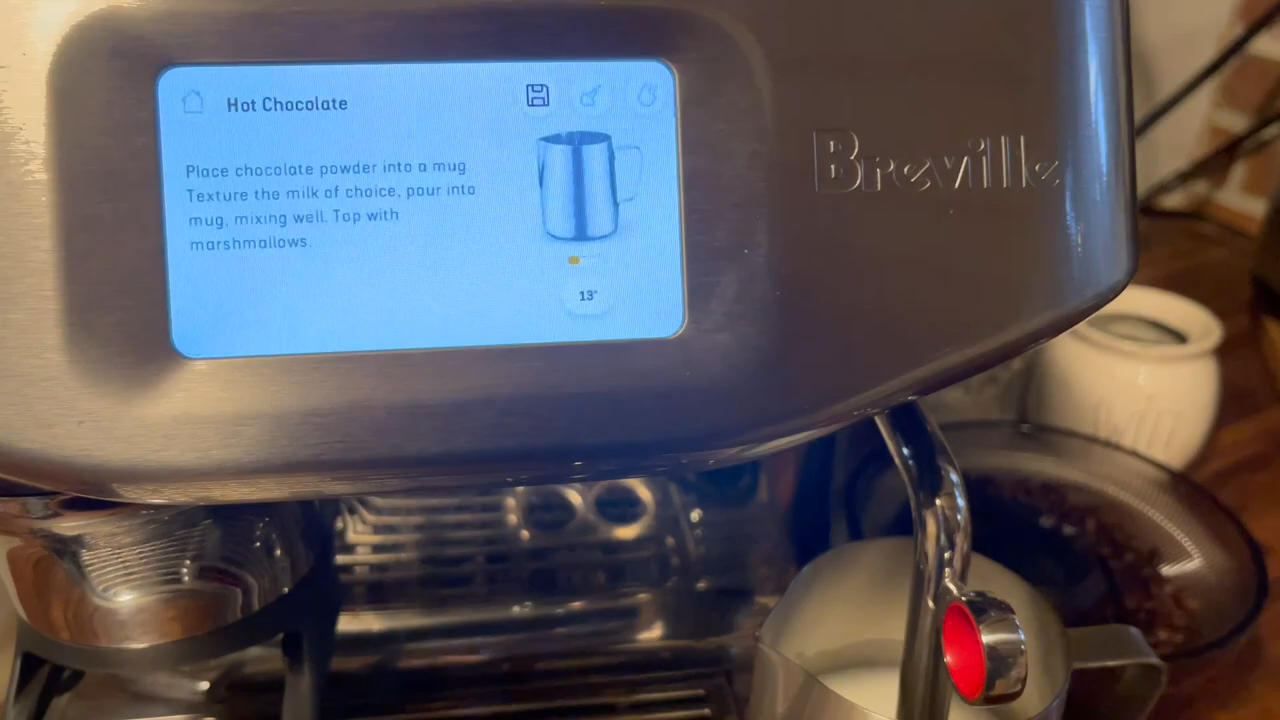 Hot Chocolate
Place chocolate powder into a mug
Texture the milk of choice, pour into
mug, mixing well. Top with
marshmallows.
13°
Breville